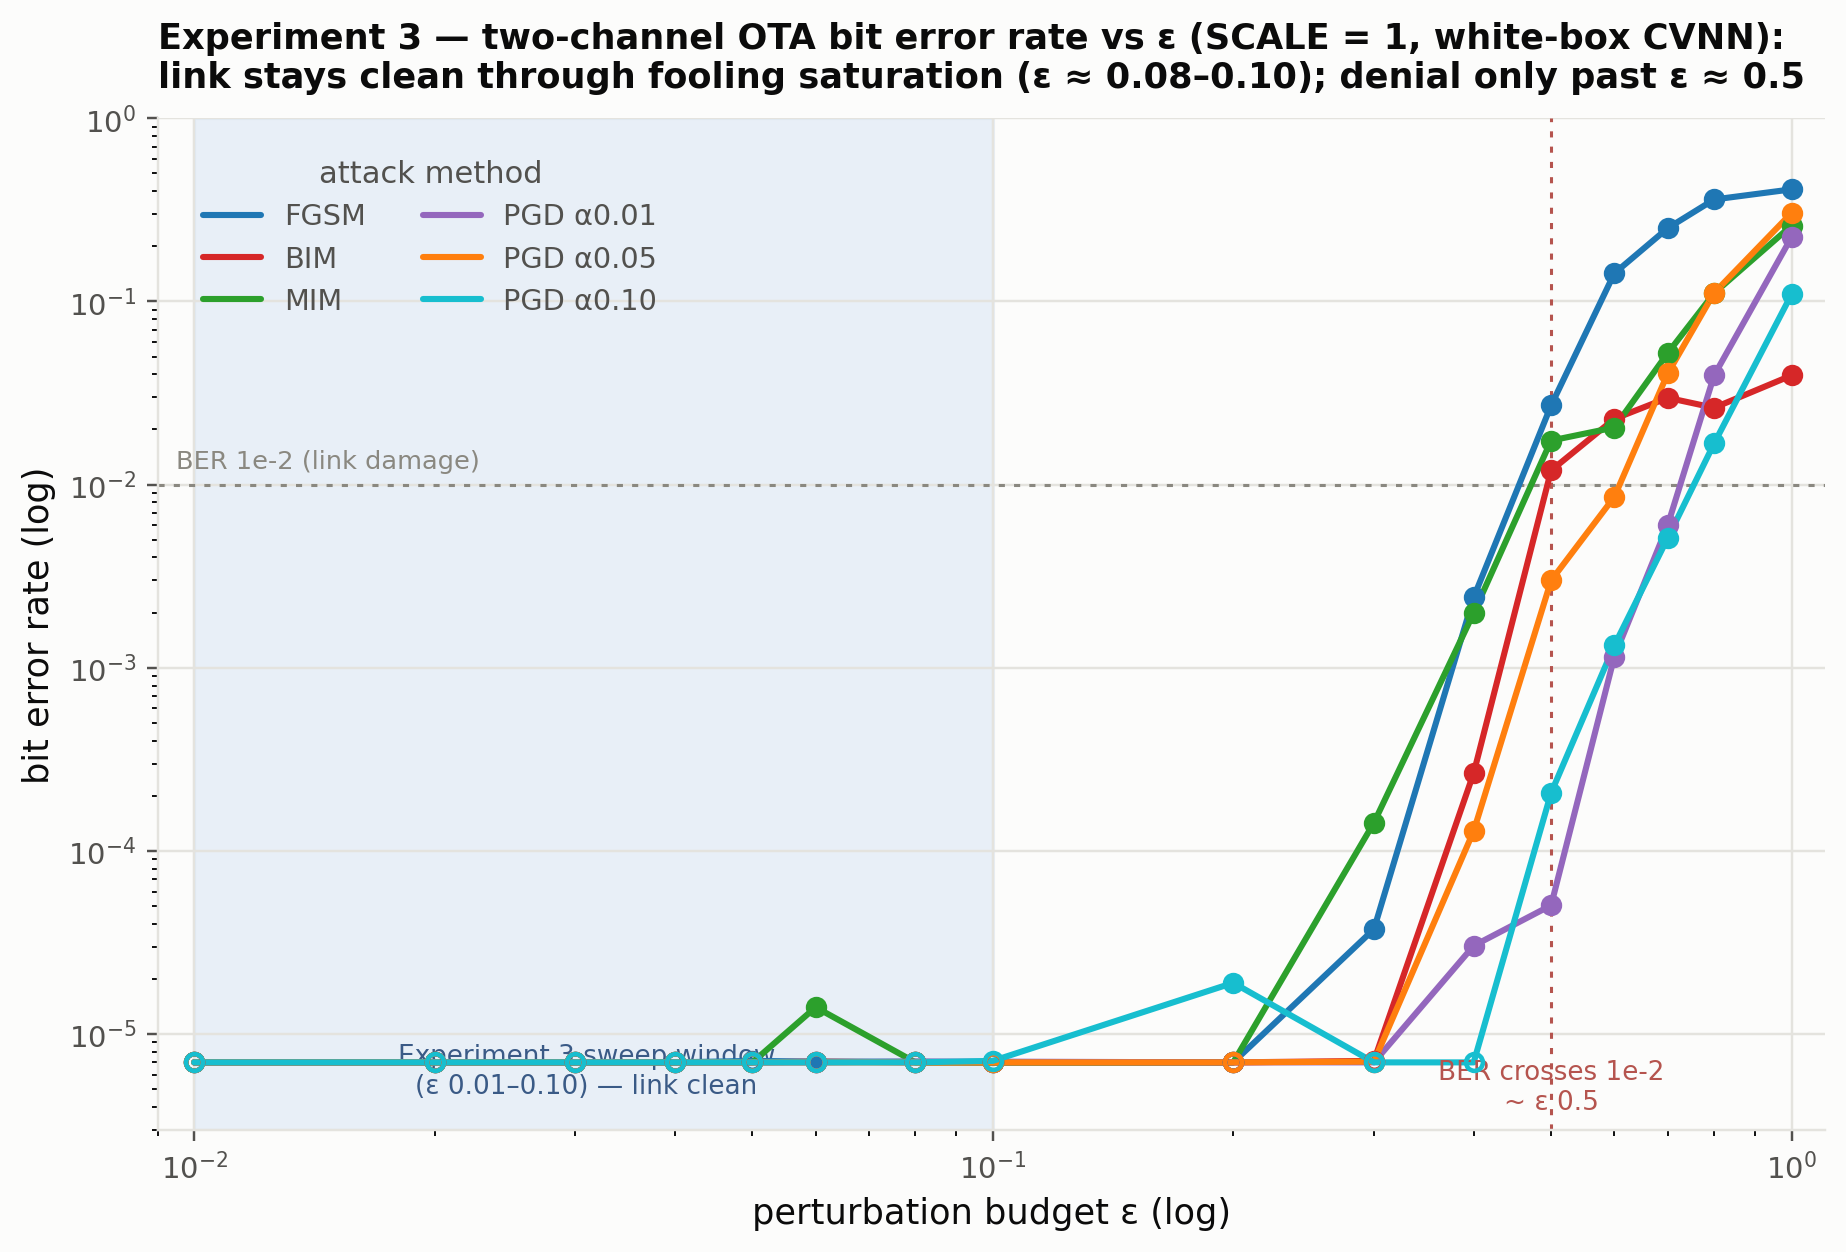 Experiment 3 — two-channel OTA bit error rate vs ε (SCALE = 1, white-box CVNN):
link stays clean through fooling saturation (ε ≈ 0.08–0.10); denial only past ε ≈ 0.5
attack method
FGSM
BIM
MIM
PGD α0.01
PGD α0.05
PGD α0.10
BER 1e-2 (link damage)
Experiment 3 sweep window
(ε 0.01–0.10) — link clean
BER crosses 1e-2
~ ε 0.5
bit error rate (log)
10⁰
10⁻¹
10⁻²
10⁻³
10⁻⁴
10⁻⁵
10⁻²
10⁻¹
10⁰
perturbation budget ε (log)